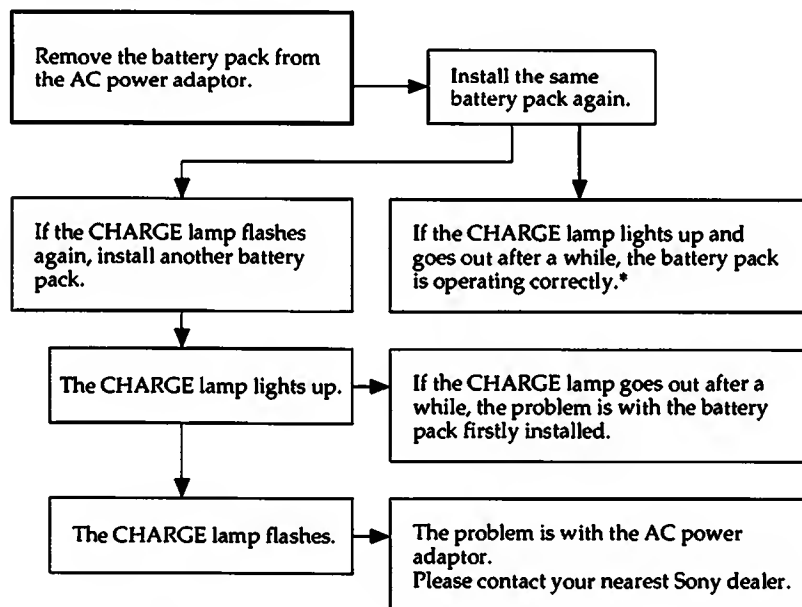 Remove the battery pack from
the AC power adaptor.
Install the same
battery pack again.
If the CHARGE lamp flashes
again, install another battery
pack.
If the CHARGE lamp lights up and
goes out after a while, the battery pack
is operating correctly.*
The CHARGE lamp lights up.
If the CHARGE lamp goes out after a
while, the problem is with the battery
pack firstly installed.
The CHARGE lamp flashes.
The problem is with the AC power
adaptor.
Please contact your nearest Sony dealer.